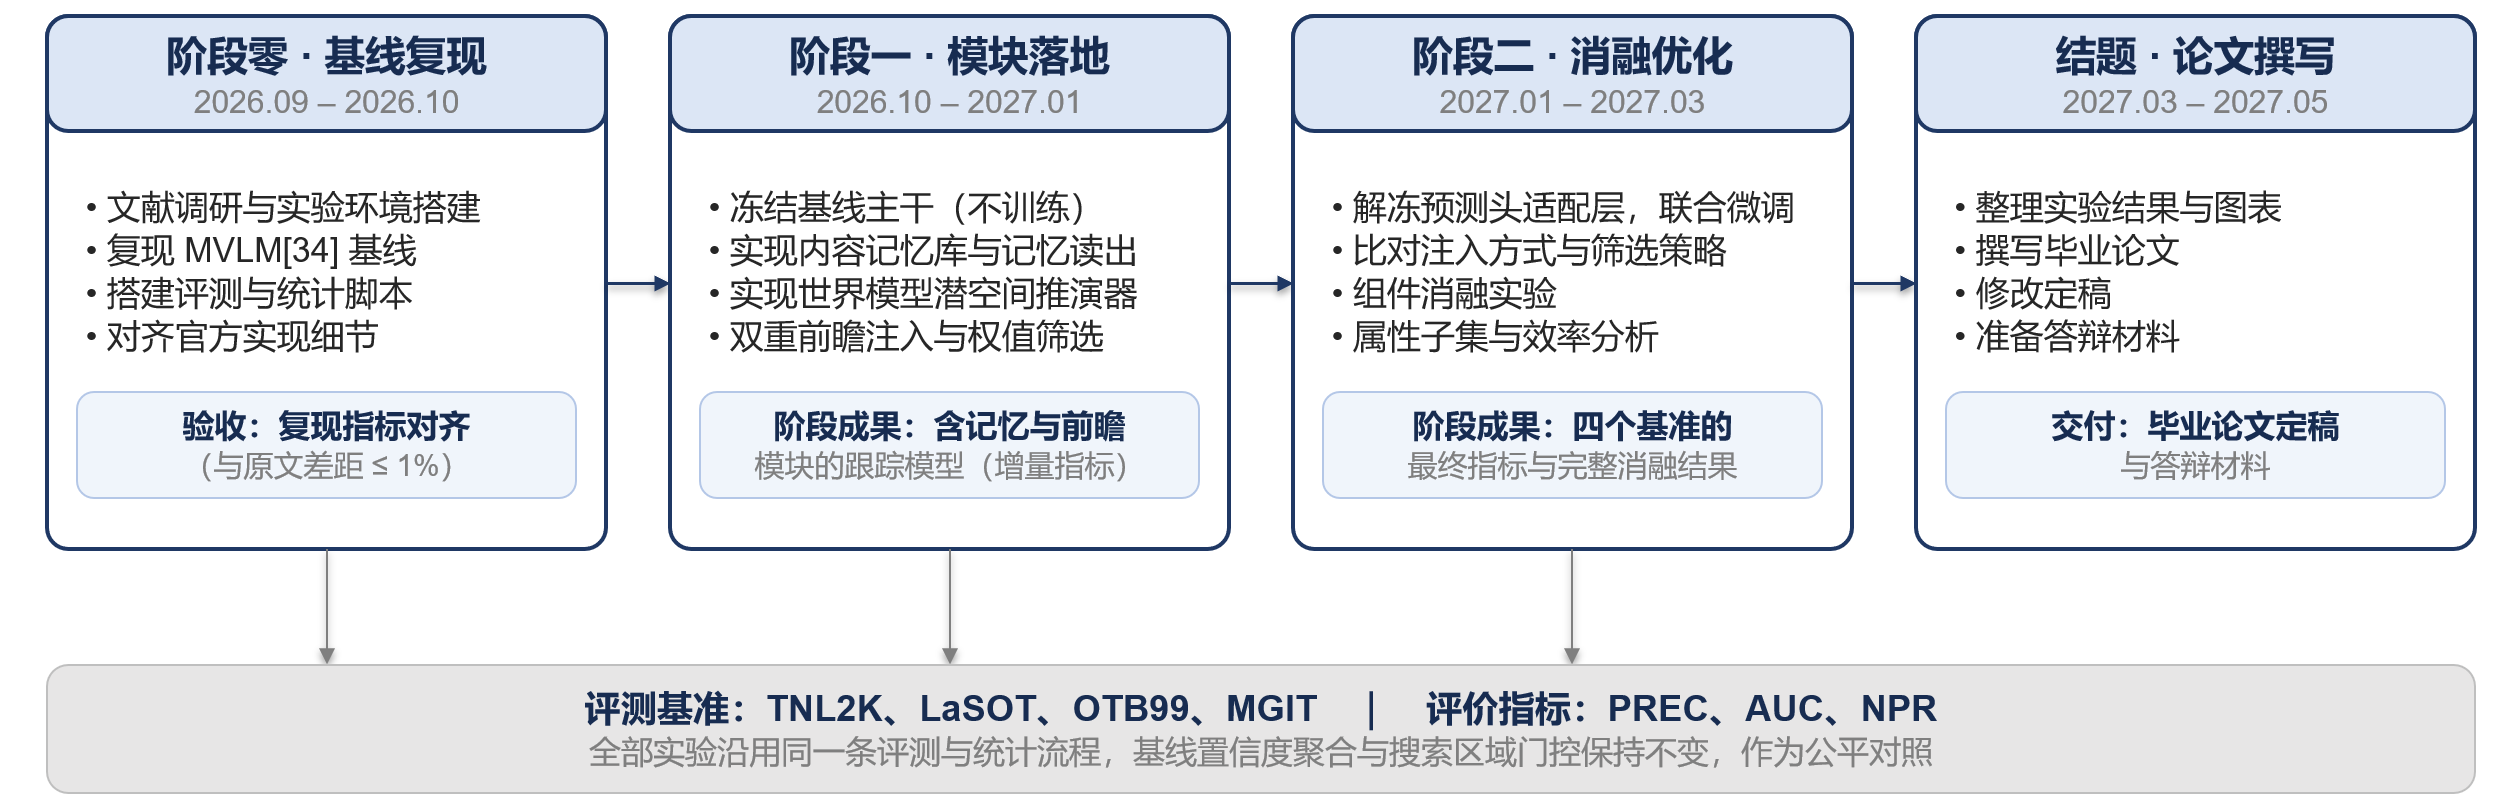 阶段零 · 基线复现
2026.09 – 2026.10
• 文献调研与实验环境搭建
• 复现 MVLM[34] 基线
• 搭建评测与统计脚本
• 对齐官方实现细节
验收：复现指标对齐
（与原文差距 ≤ 1%）
阶段一 · 模块落地
2026.10 – 2027.01
• 冻结基线主干（不训练）
• 实现内容记忆库与记忆读出
• 实现世界模型潜空间推演器
• 双重前瞻注入与权值筛选
阶段成果：含记忆与前瞻
模块的跟踪模型（增量指标）
阶段二 · 消融优化
2027.01 – 2027.03
• 解冻预测头适配层，联合微调
• 比对注入方式与筛选策略
• 组件消融实验
• 属性子集与效率分析
阶段成果：四个基准的
最终指标与完整消融结果
结题 · 论文撰写
2027.03 – 2027.05
• 整理实验结果与图表
• 撰写毕业论文
• 修改定稿
• 准备答辩材料
交付：毕业论文定稿
与答辩材料
评测基准：TNL2K、LaSOT、OTB99、MGIT ｜ 评价指标：PREC、AUC、NPR
全部实验沿用同一条评测与统计流程，基线置信度聚合与搜索区域门控保持不变，作为公平对照